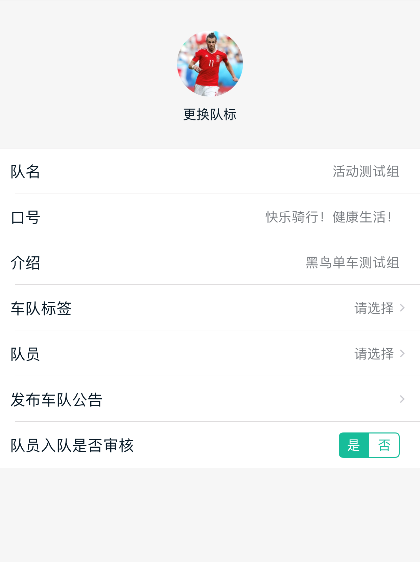 更换队标
队名 活动测试组
口号 快乐骑行！健康生活！
介绍 黑鸟单车测试组
车队标签 请选择
队员 请选择
发布车队公告
队员入队是否审核 是 否